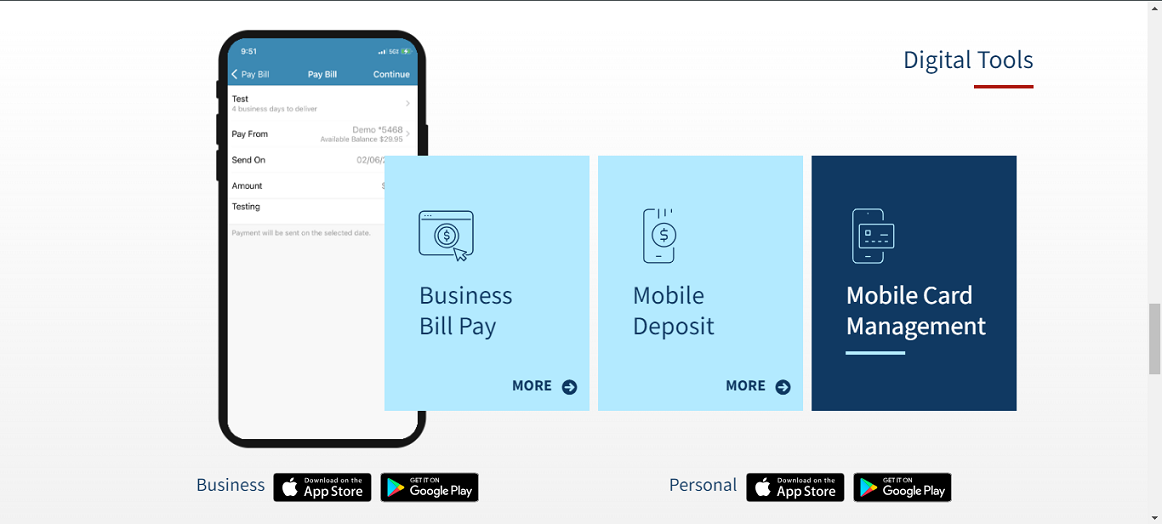 Digital Tools
9:51
5GE
Pay Bill
Pay Bill
Continue
Test
4 business days to deliver
Pay From
Demo *5468
Available Balance $29.95
Send On
02/06/2
Amount
$
Testing
Payment will be sent on the selected date.
Business
Bill Pay
MORE
Mobile
Deposit
MORE
Mobile Card
Management
Business
Download on the
App Store
GET IT ON
Google Play
Personal
Download on the
App Store
GET IT ON
Google Play